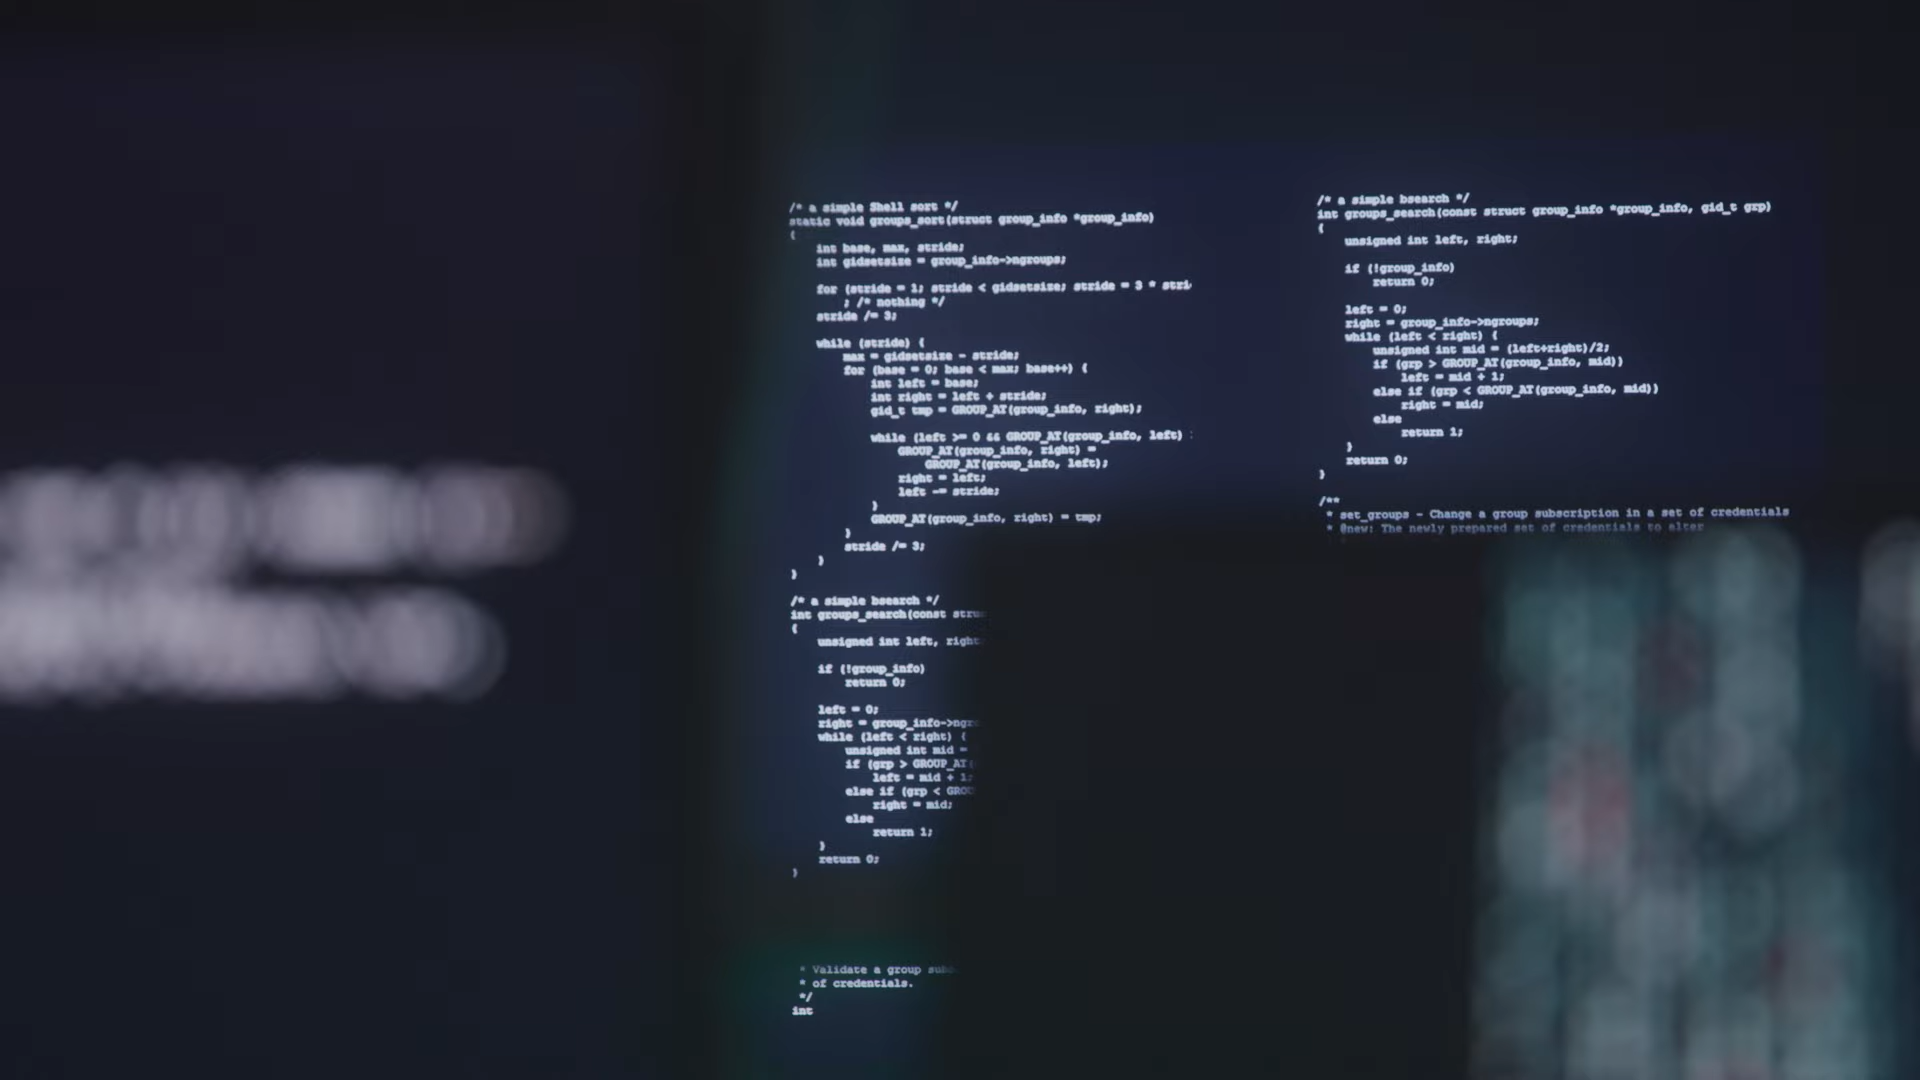 /* a simple Shell sort */
static void groups_sort(struct group_info *group_info)
{
    int base, max, stride;
    int gidsetsize = group_info->ngroups;

    for (stride = 1; stride < gidsetsize; stride = 3 * stri
        ; /* nothing */
    stride /= 3;

    while (stride) {
        max = gidsetsize - stride;
        for (base = 0; base < max; base++) {
            int left = base;
            int right = left + stride;
            gid_t tmp = GROUP_AT(group_info, right);

            while (left >= 0 && GROUP_AT(group_info, left)
                GROUP_AT(group_info, right) =
                    GROUP_AT(group_info, left);
                right = left;
                left -= stride;
            }
            GROUP_AT(group_info, right) = tmp;
        }
        stride /= 3;
    }
}

/* a simple bsearch */
int groups_search(const stru
{
    unsigned int left, right

    if (!group_info)
        return 0;

    left = 0;
    right = group_info->ngro
    while (left < right) {
        unsigned int mid =
        if (grp > GROUP_AT(
            left = mid + 1;
        else if (grp < GROU
            right = mid;
        else
            return 1;
    }
    return 0;
}

 * Validate a group
 * of credentials.
 */
int

/* a simple bsearch */
int groups_search(const struct group_info *group_info, gid_t grp)
{
    unsigned int left, right;

    if (!group_info)
        return 0;

    left = 0;
    right = group_info->ngroups;
    while (left < right) {
        unsigned int mid = (left+right)/2;
        if (grp > GROUP_AT(group_info, mid))
            left = mid + 1;
        else if (grp < GROUP_AT(group_info, mid))
            right = mid;
        else
            return 1;
    }
    return 0;
}

/**
 * set_groups - Change a group subscription in a set of credentials
 * @new: The newly prepared set of credentials to alter